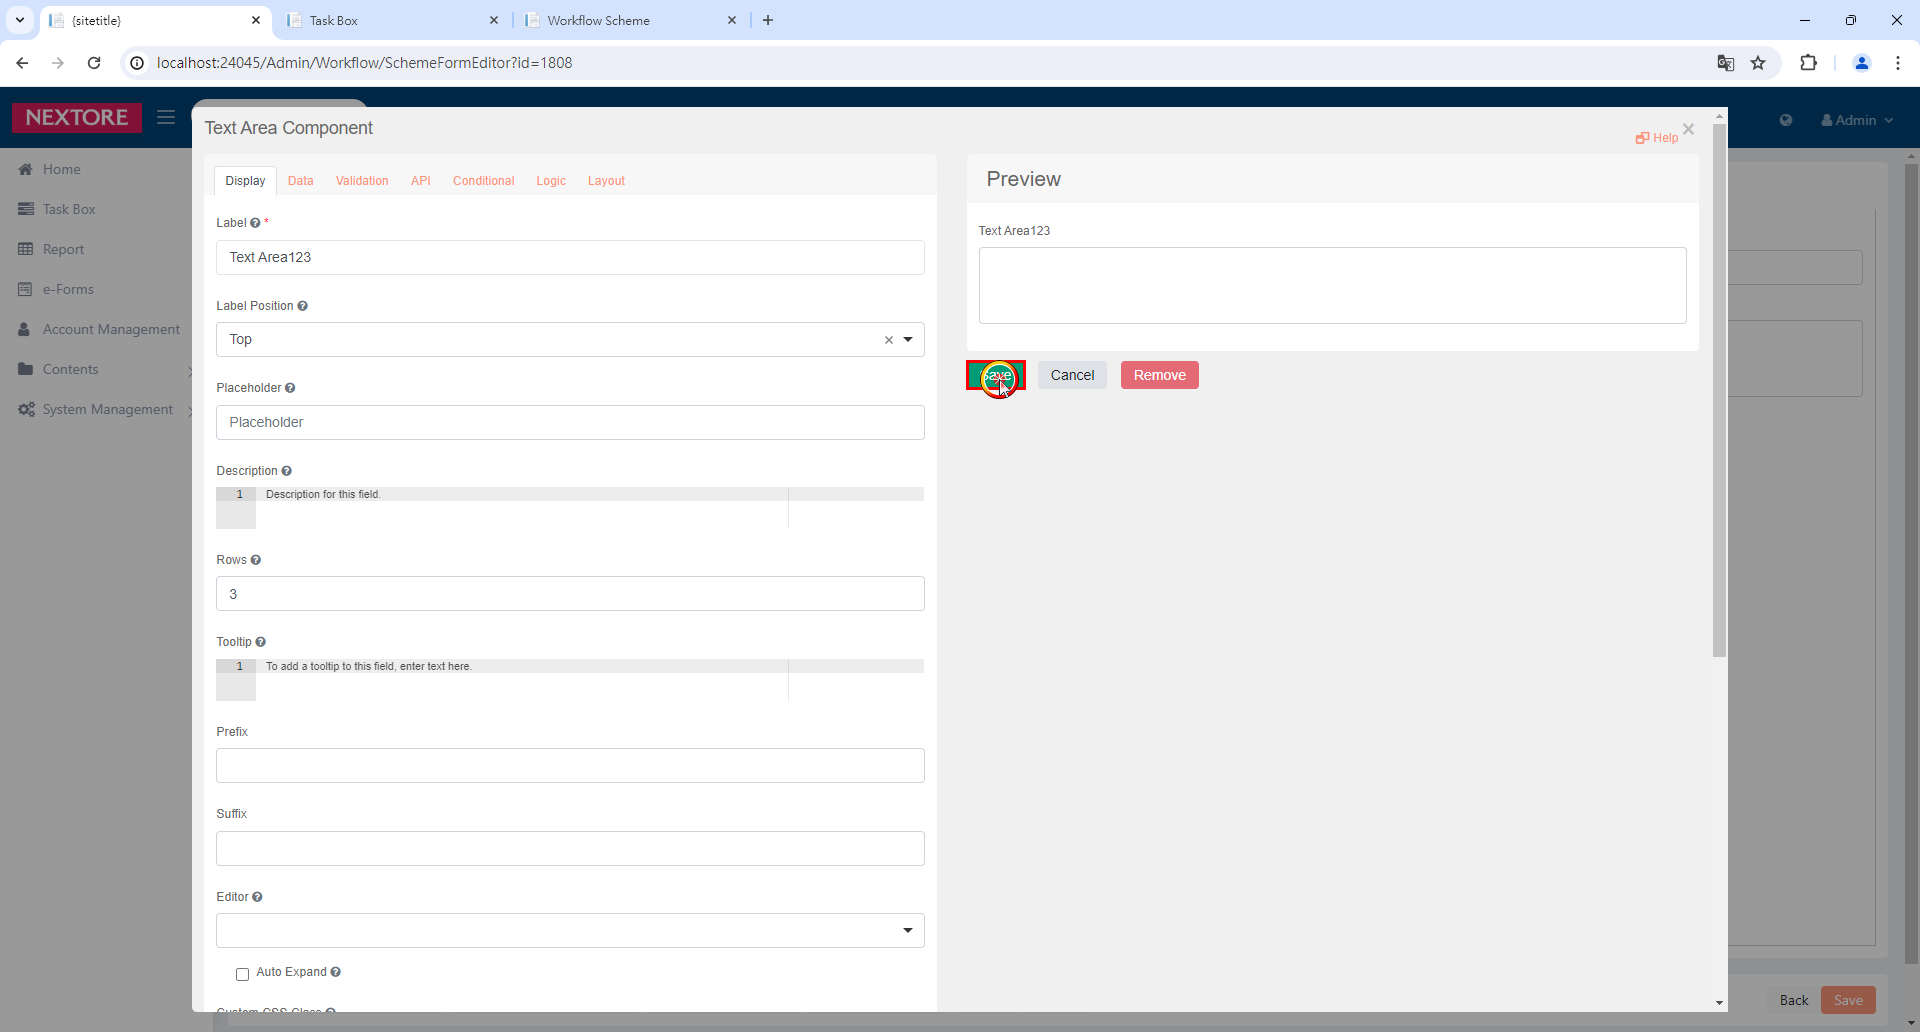 {sitetitle}
Task Box
Workflow Scheme
localhost:24045/Admin/Workflow/SchemeFormEditor?id=1808
NEXTORE
Admin
Home
Task Box
Report
e-Forms
Account Management
Contents
System Management
Text Area Component
Help
Display
Data
Validation
API
Conditional
Logic
Layout
Label *
Text Area123
Label Position
Top
Placeholder
Placeholder
Description
1 Description for this field.
Rows
3
Tooltip
1 To add a tooltip to this field, enter text here.
Prefix
Suffix
Editor
Auto Expand
Custom CSS Class
Preview
Text Area123
Save
Cancel
Remove
Back
Save